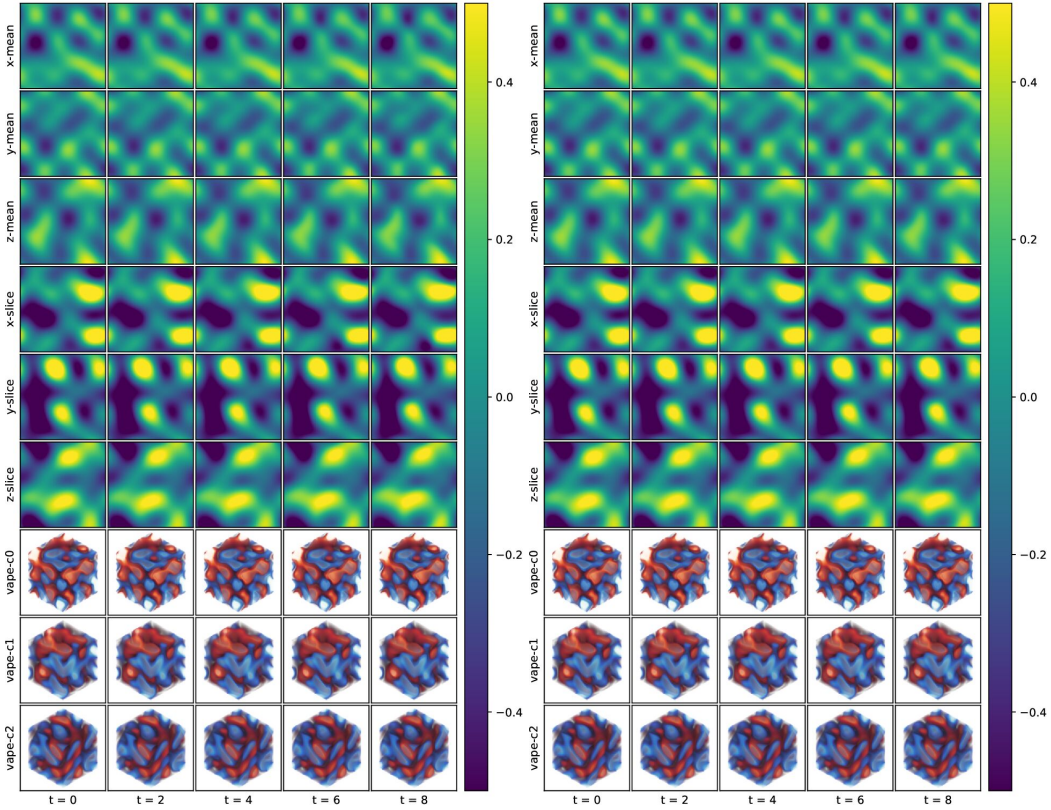 x-mean
y-mean
z-mean
x-slice
y-slice
z-slice
vape-c0
vape-c1
vape-c2
t = 0 t = 2 t = 4 t = 6 t = 8
0.4
0.2
0.0
−0.2
−0.4
x-mean
y-mean
z-mean
x-slice
y-slice
z-slice
vape-c0
vape-c1
vape-c2
t = 0 t = 2 t = 4 t = 6 t = 8
0.4
0.2
0.0
−0.2
−0.4